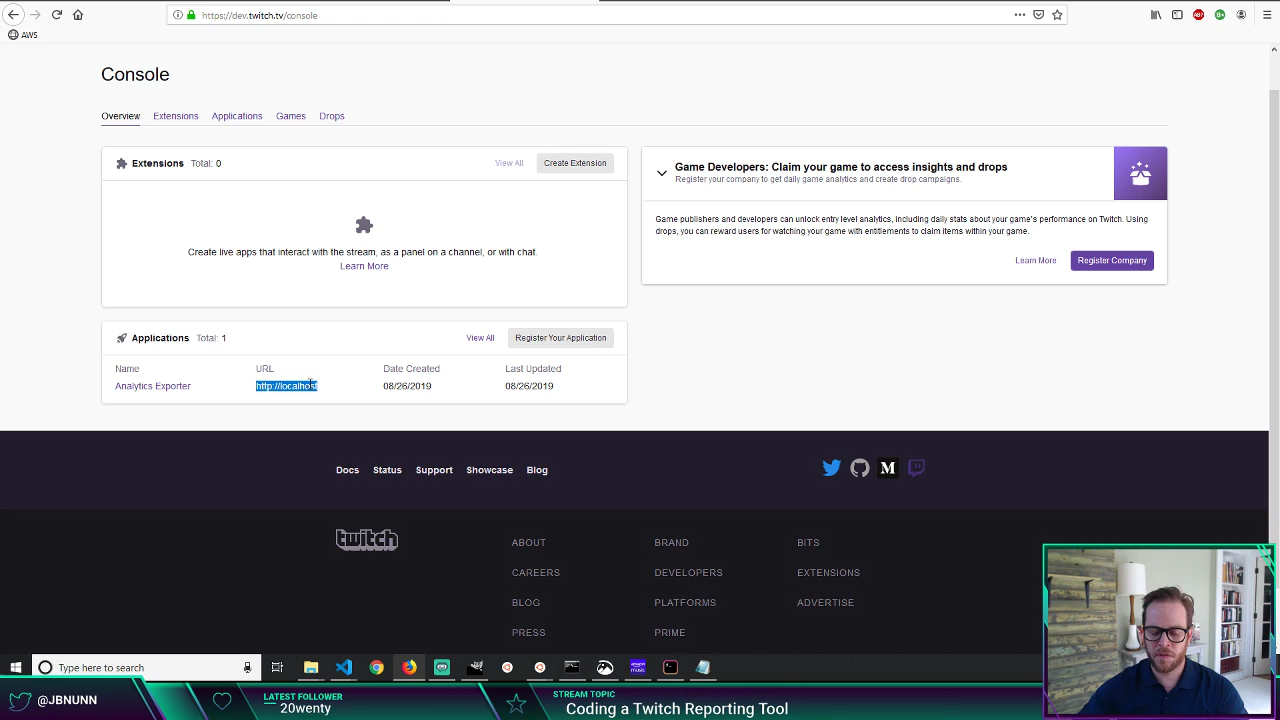 https://dev.twitch.tv/console
AWS
Console
Overview Extensions Applications Games Drops
Extensions Total: 0 View All Create Extension
Create live apps that interact with the stream, as a panel on a channel, or with chat.
Learn More
Game Developers: Claim your game to access insights and drops
Register your company to get daily game analytics and create drop campaigns.
Game publishers and developers can unlock entry level analytics, including daily stats about your game's performance on Twitch. Using
drops, you can reward users for watching your game with entitlements to claim items within your game.
Learn More Register Company
Applications Total: 1 View All Register Your Application
Name URL Date Created Last Updated
Analytics Exporter http://localhost 08/26/2019 08/26/2019
Docs Status Support Showcase Blog
twitch
ABOUT BRAND BITS
CAREERS DEVELOPERS EXTENSIONS
BLOG PLATFORMS ADVERTISE
PRESS PRIME
Type here to search
amazon music
@JBNUNN
LATEST FOLLOWER
20wenty
STREAM TOPIC
Coding a Twitch Reporting Tool